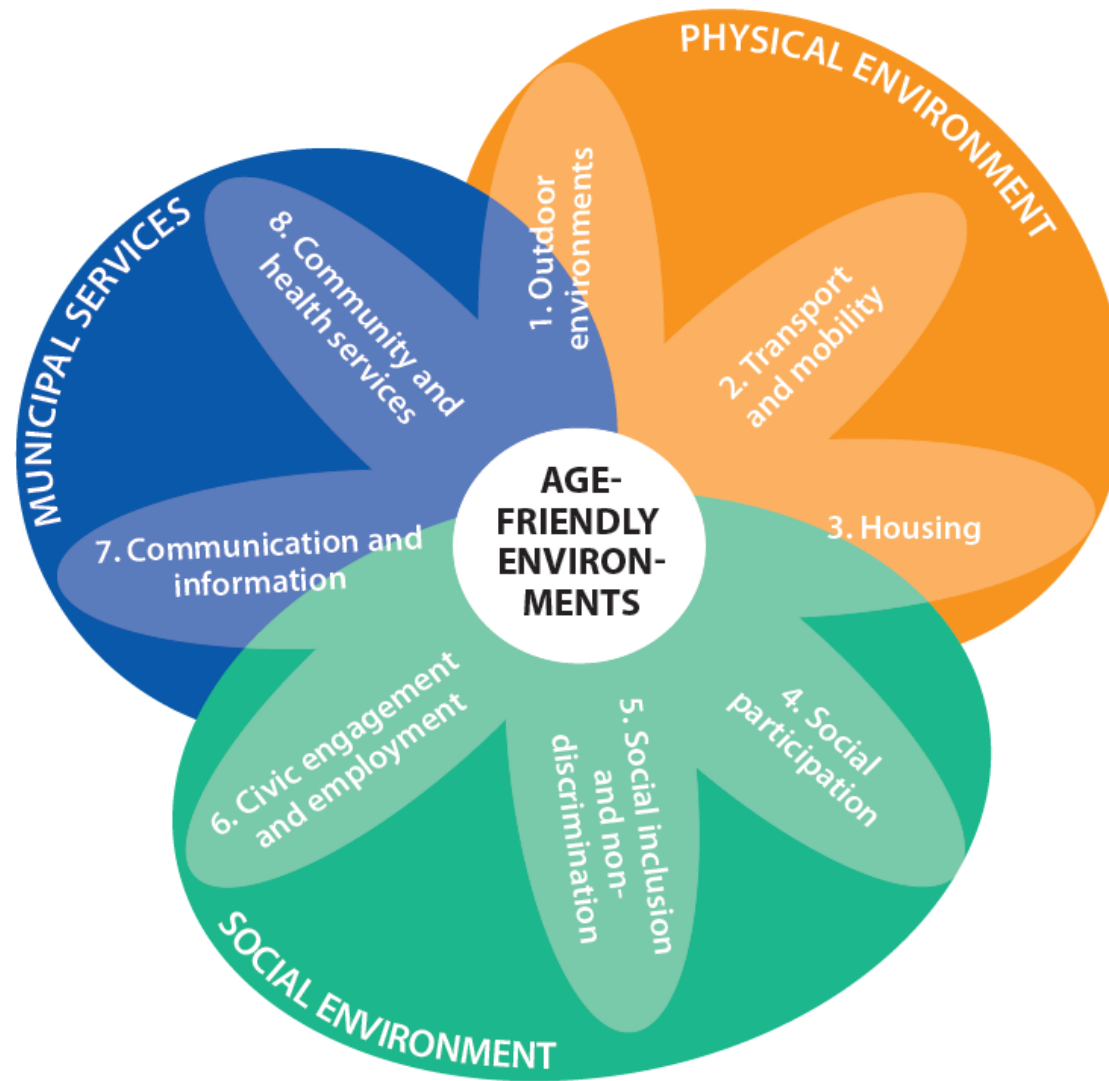 PHYSICAL ENVIRONMENT
1. Outdoor
environments
2. Transport
and mobility
3. Housing
SOCIAL ENVIRONMENT
4. Social
participation
5. Social inclusion
and non-
discrimination
6. Civic engagement
and employment
MUNICIPAL SERVICES
7. Communication and
information
8. Community and
health services
AGE-
FRIENDLY
ENVIRON-
MENTS